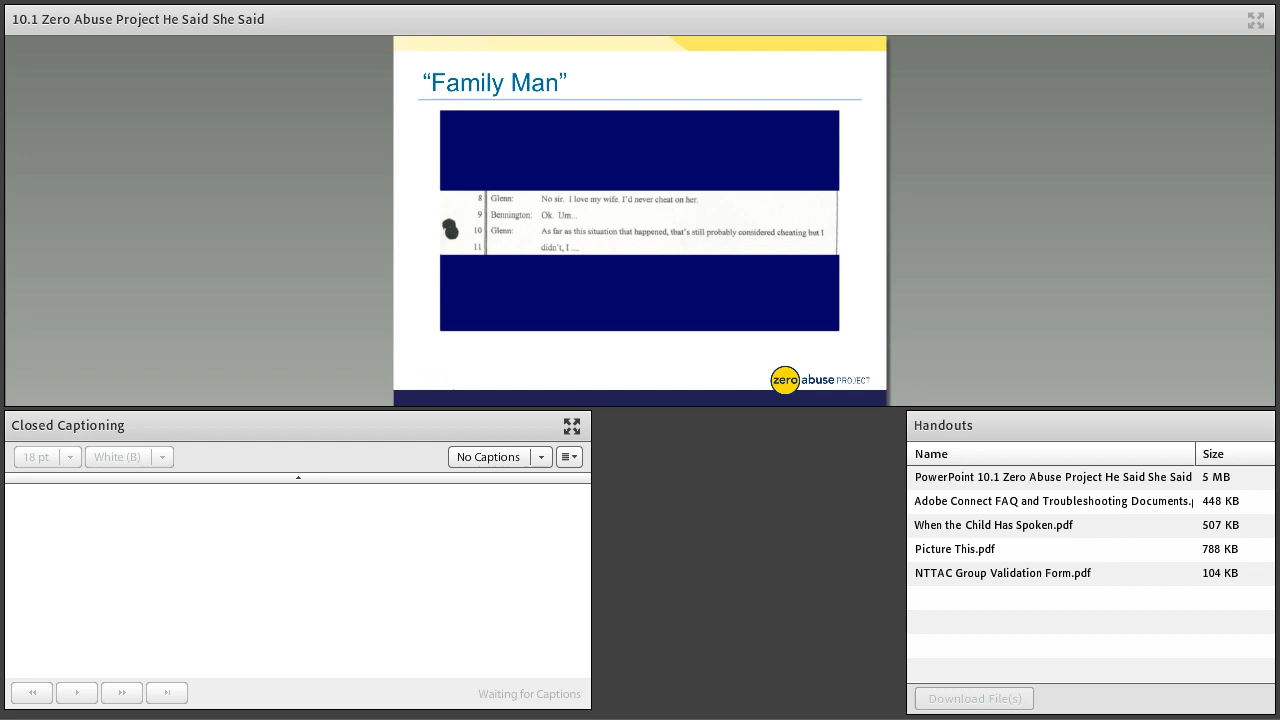 10.1 Zero Abuse Project He Said She Said
“Family Man”
8 Glenn: No sir. I love my wife. I'd never cheat on her.
9 Bennington: Ok. Um...
10 Glenn: As far as this situation that happened, that's still probably considered cheating but I
11 didn't, I ....
zero abuse PROJECT
Closed Captioning
18 pt White (B) No Captions
Waiting for Captions
Handouts
Name Size
PowerPoint 10.1 Zero Abuse Project He Said She Said 5 MB
Adobe Connect FAQ and Troubleshooting Documents.p 448 KB
When the Child Has Spoken.pdf 507 KB
Picture This.pdf 788 KB
NTTAC Group Validation Form.pdf 104 KB
Download File(s)